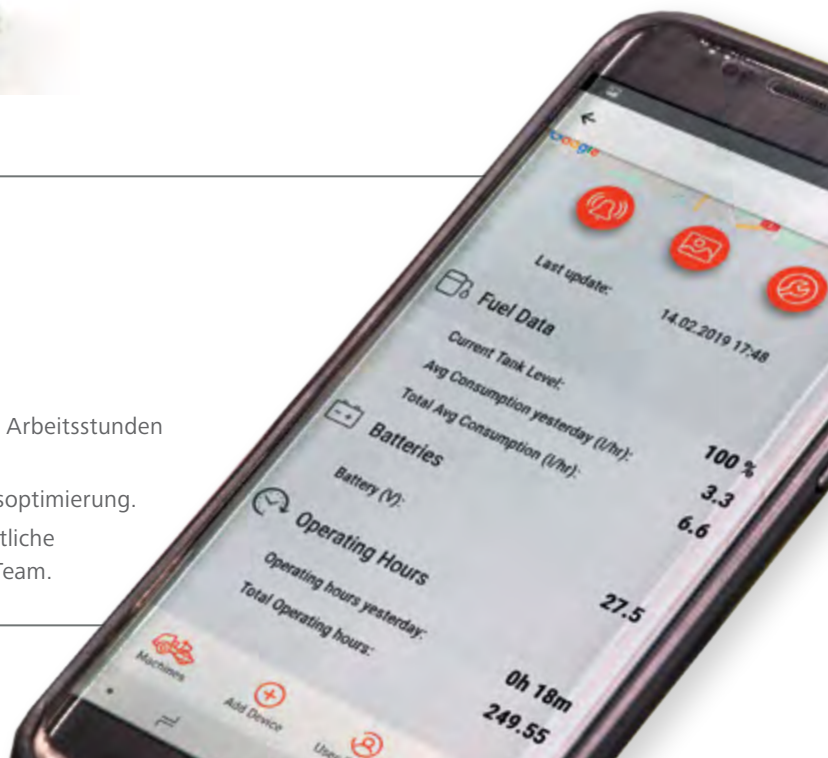 Arbeitsstunden
soptimierung.
tliche
Team.
Google
Last update: 14.02.2019 17:48
Fuel Data
Current Tank Level: 100 %
Avg Consumption yesterday (l/hr): 3.3
Total Avg Consumption (l/hr): 6.6
Batteries
Battery (V): 27.5
Operating Hours
Operating hours yesterday: 0h 18m
Total Operating hours: 249.55
Machines
Add Device
User